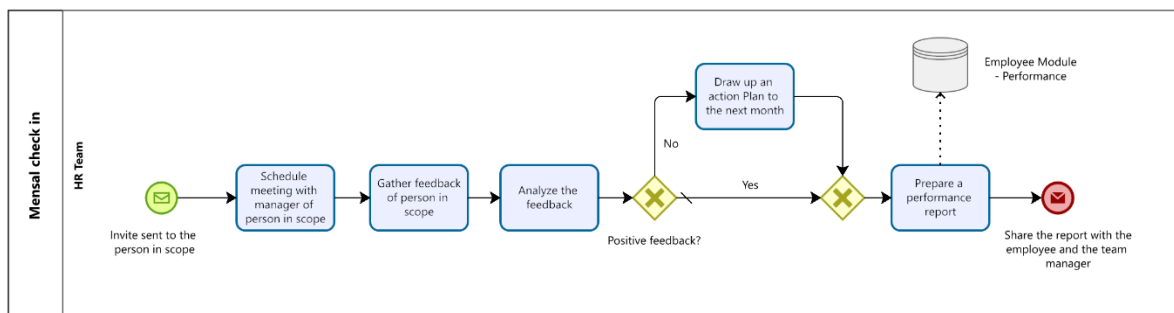 Mensal check in
HR Team
Invite sent to the
person in scope
Schedule
meeting with
manager of
person in scope
Gather feedback
of person in
scope
Analyze the
feedback
Positive feedback?
No
Yes
Draw up an
action Plan to
the next month
Prepare a
performance
report
Employee Module
- Performance
Share the report with the
employee and the team
manager